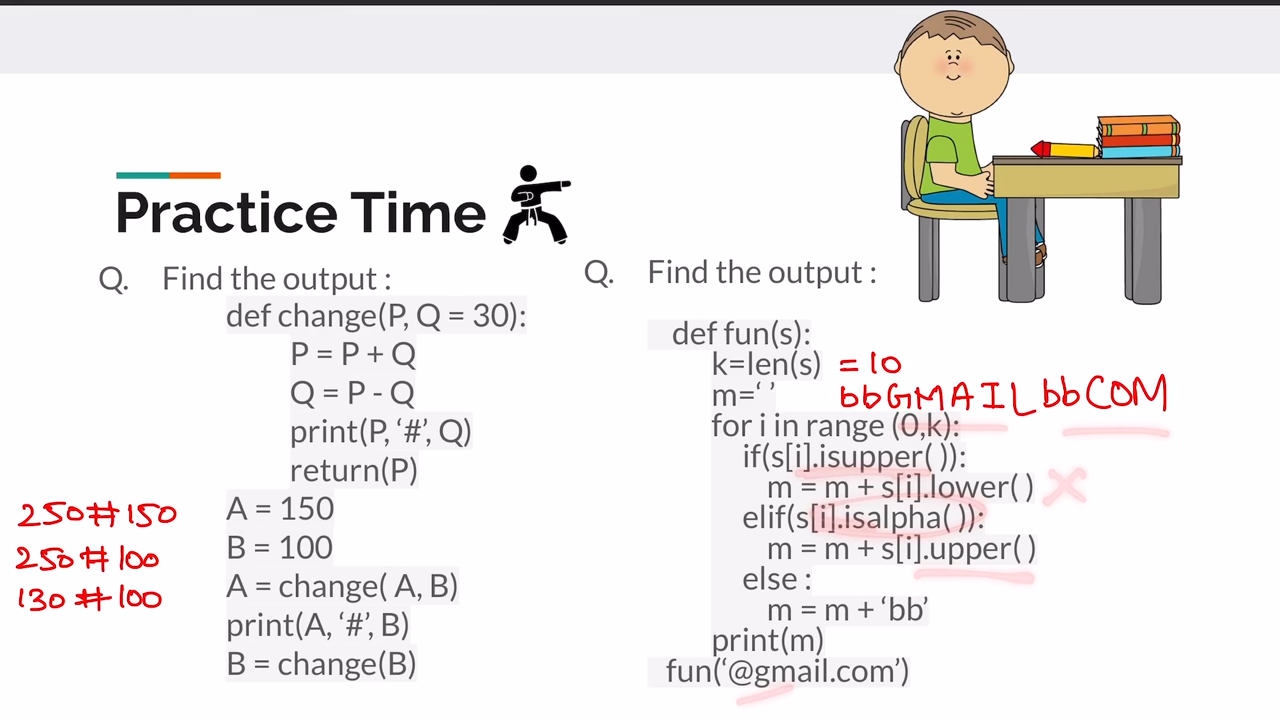 Practice Time
Q. Find the output :
def change(P, Q = 30):
P = P + Q
Q = P - Q
print(P, ‘#’, Q)
return(P)
A = 150
B = 100
A = change( A, B)
print(A, ‘#’, B)
B = change(B)
250#150
250#100
130#100
Q. Find the output :
def fun(s):
k=len(s) = 10
m=‘ ’ bbGMAILbbCOM
for i in range (0,k):
if(s[i].isupper( )):
m = m + s[i].lower( )
elif(s[i].isalpha( )):
m = m + s[i].upper( )
else :
m = m + ‘bb’
print(m)
fun(‘@gmail.com’)